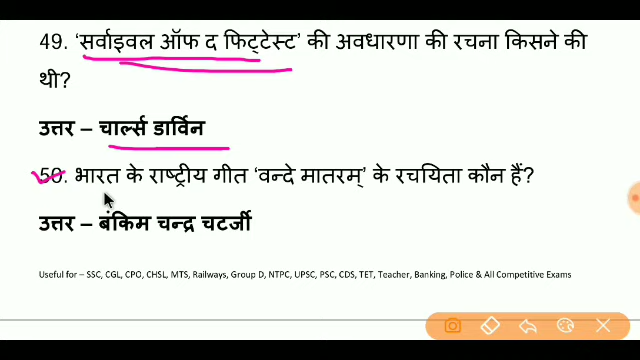 49. ‘सर्वाइवल ऑफ द फिट्टेस्ट’ की अवधारणा की रचना किसने की
थी?
उत्तर – चार्ल्स डार्विन
50. भारत के राष्ट्रीय गीत ‘वन्दे मातरम्’ के रचयिता कौन हैं?
उत्तर – बंकिम चन्द्र चटर्जी
Useful for – SSC, CGL, CPO, CHSL, MTS, Railways, Group D, NTPC, UPSC, PSC, CDS, TET, Teacher, Banking, Police & All Competitive Exams